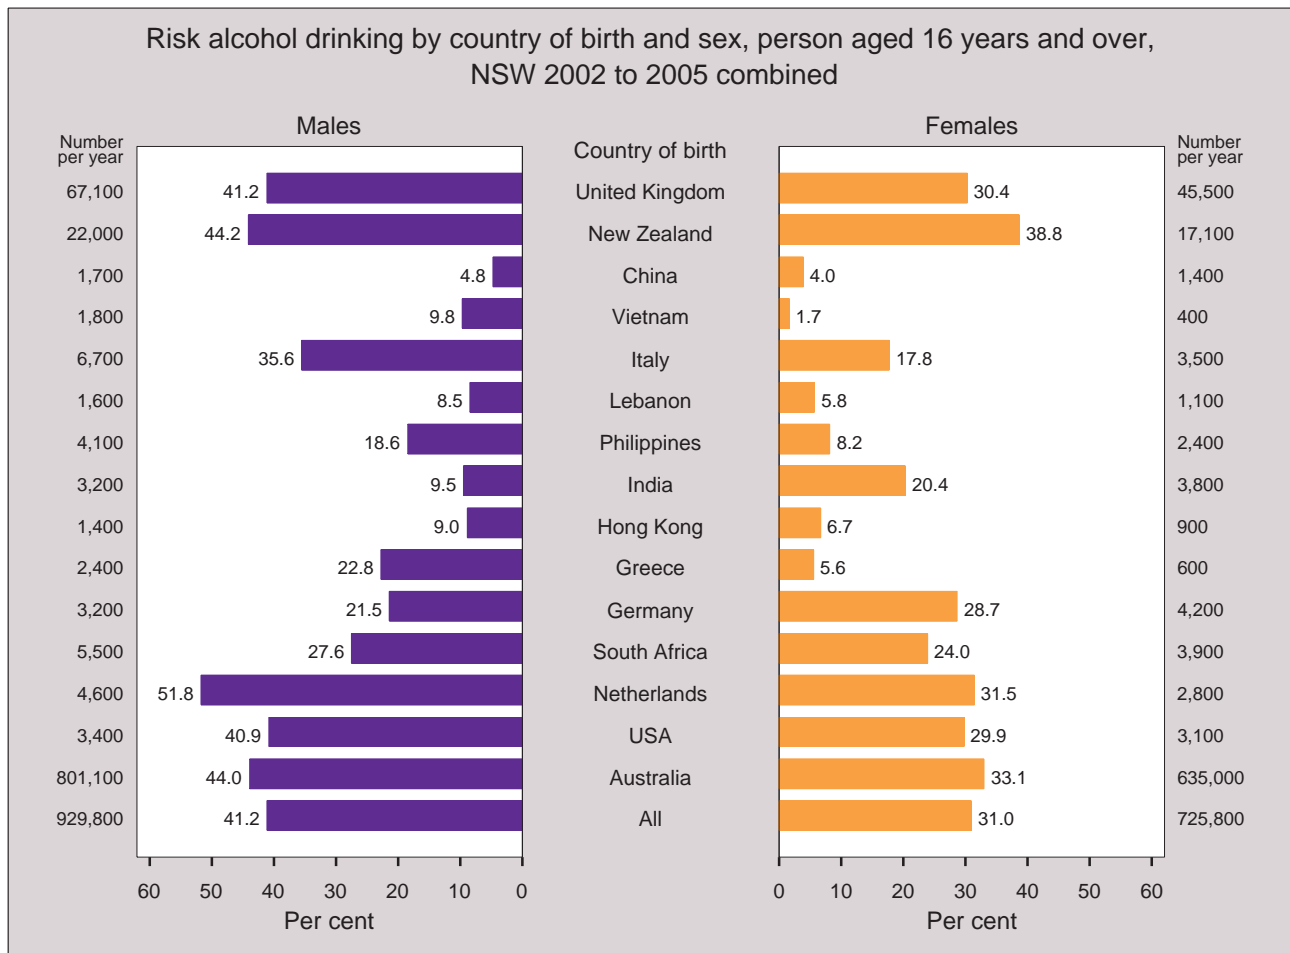 Risk alcohol drinking by country of birth and sex, person aged 16 years and over,
NSW 2002 to 2005 combined
Males Females
Number per year Country of birth Number per year
67,100 41.2 United Kingdom 30.4 45,500
22,000 44.2 New Zealand 38.8 17,100
1,700 4.8 China 4.0 1,400
1,800 9.8 Vietnam 1.7 400
6,700 35.6 Italy 17.8 3,500
1,600 8.5 Lebanon 5.8 1,100
4,100 18.6 Philippines 8.2 2,400
3,200 9.5 India 20.4 3,800
1,400 9.0 Hong Kong 6.7 900
2,400 22.8 Greece 5.6 600
3,200 21.5 Germany 28.7 4,200
5,500 27.6 South Africa 24.0 3,900
4,600 51.8 Netherlands 31.5 2,800
3,400 40.9 USA 29.9 3,100
801,100 44.0 Australia 33.1 635,000
929,800 41.2 All 31.0 725,800
60 50 40 30 20 10 0 0 10 20 30 40 50 60
Per cent Per cent